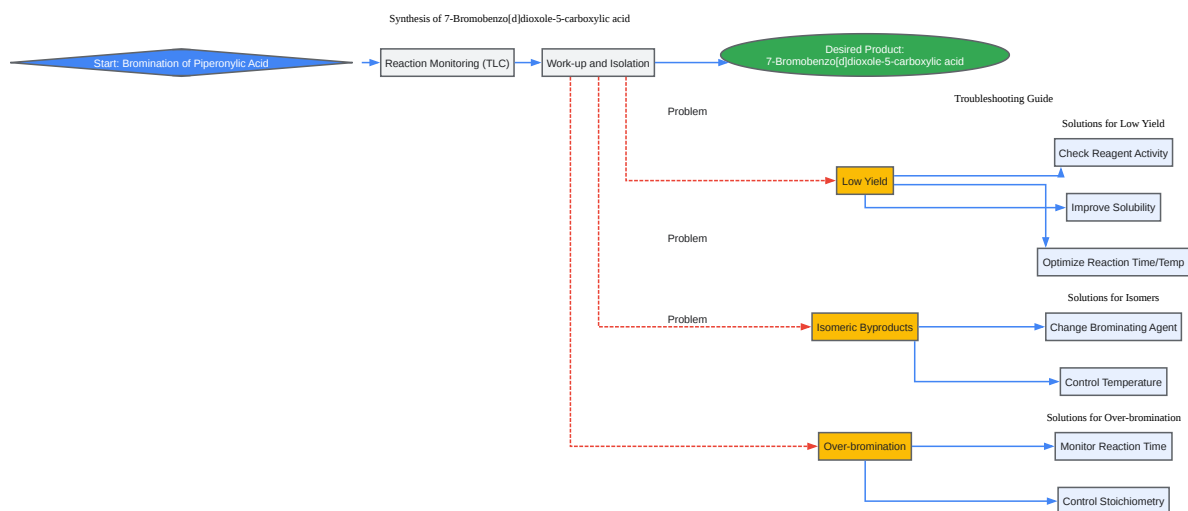 Synthesis of 7-Bromobenzo[d]dioxole-5-carboxylic acid
Start: Bromination of Piperonylic Acid
Reaction Monitoring (TLC)
Work-up and Isolation
Desired Product:
7-Bromobenzo[d]dioxole-5-carboxylic acid
Troubleshooting Guide
Problem
Solutions for Low Yield
Check Reagent Activity
Low Yield
Improve Solubility
Problem
Optimize Reaction Time/Temp
Solutions for Isomers
Problem
Isomeric Byproducts
Change Brominating Agent
Control Temperature
Solutions for Over-bromination
Over-bromination
Monitor Reaction Time
Control Stoichiometry